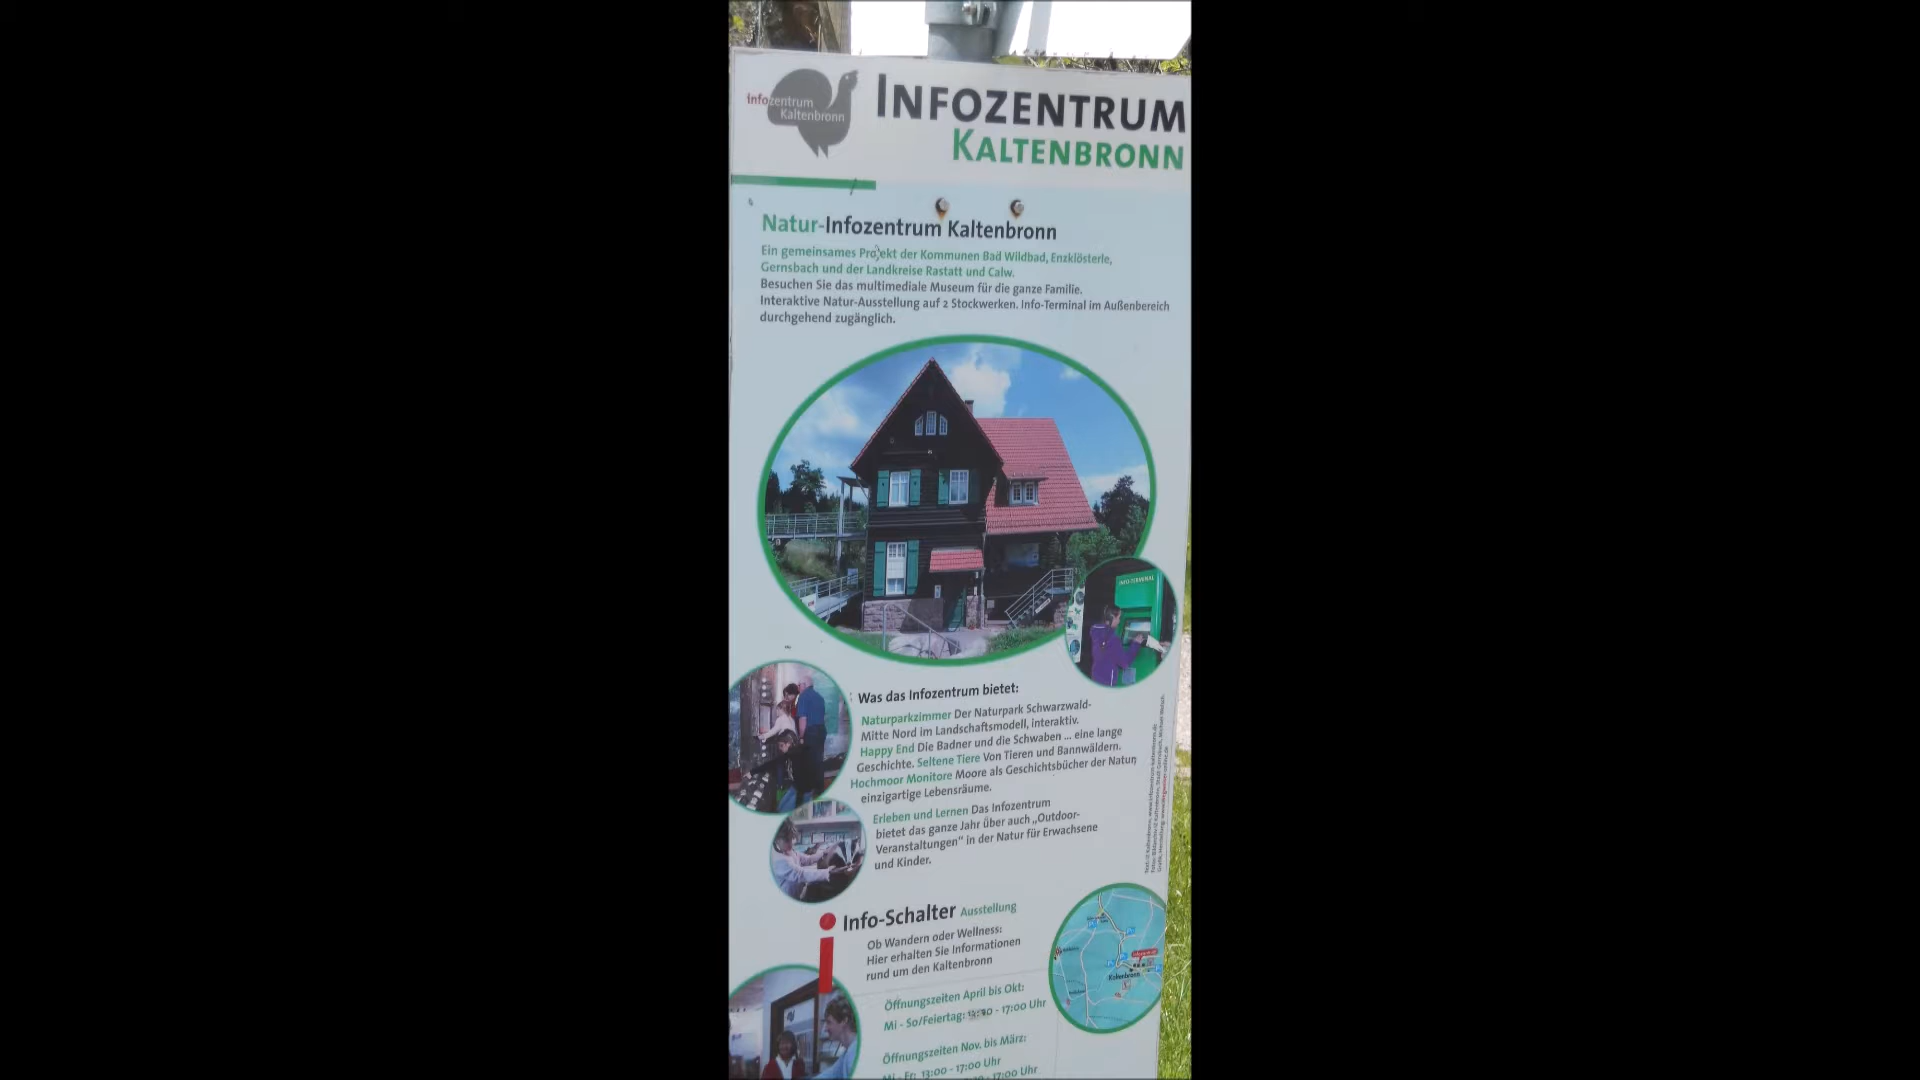 infozentrum
Kaltenbronn
INFOZENTRUM
KALTENBRONN
Natur-Infozentrum Kaltenbronn
Ein gemeinsames Projekt der Kommunen Bad Wildbad, Enzklösterle,
Gernsbach und der Landkreise Rastatt und Calw.
Besuchen Sie das multimediale Museum für die ganze Familie.
Interaktive Natur-Ausstellung auf 2 Stockwerken. Info-Terminal im Außenbereich
durchgehend zugänglich.
INFO-TERMINAL
Was das Infozentrum bietet:
Naturparkzimmer Der Naturpark Schwarzwald-
Mitte Nord im Landschaftsmodell, interaktiv.
Happy End Die Badner und die Schwaben ... eine lange
Geschichte. Seltene Tiere Von Tieren und Bannwäldern.
Hochmoor Monitore Moore als Geschichtsbücher der Natur,
einzigartige Lebensräume.
Erleben und Lernen Das Infozentrum
bietet das ganze Jahr über auch „Outdoor-
Veranstaltungen“ in der Natur für Erwachsene
und Kinder.
Info-Schalter Ausstellung
Ob Wandern oder Wellness:
Hier erhalten Sie Informationen
rund um den Kaltenbronn
Kaltenbronn
Öffnungszeiten April bis Okt:
Mi - So/Feiertag: - 17:00 Uhr
Öffnungszeiten Nov. bis März:
Mi - Fr: 13:00 - 17:00 Uhr
- 17:00 Uhr